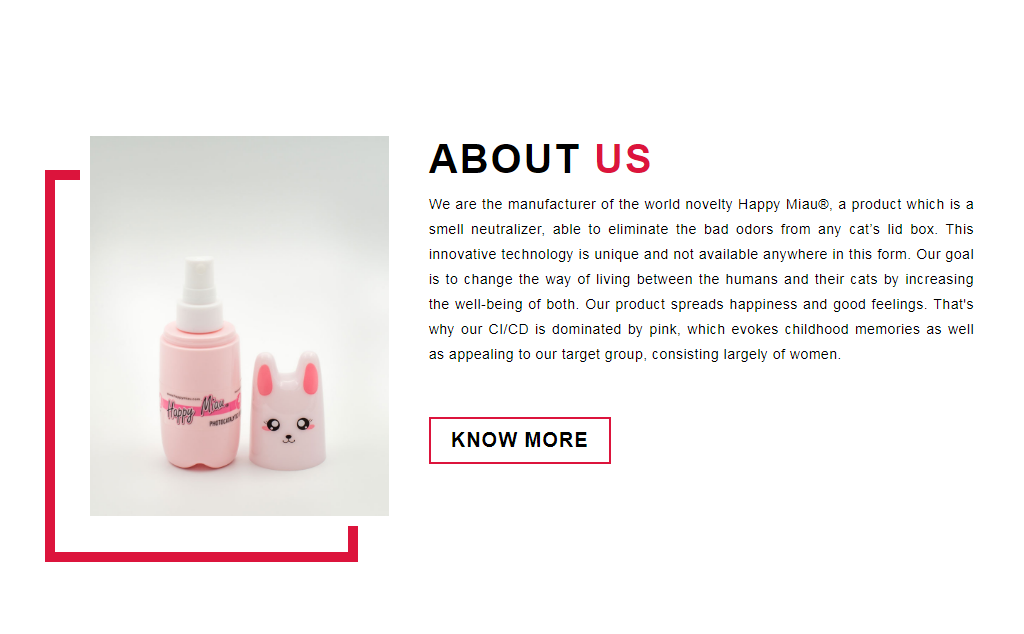 ABOUT US
We are the manufacturer of the world novelty Happy Miau®, a product which is a
smell neutralizer, able to eliminate the bad odors from any cat’s lid box. This
innovative technology is unique and not available anywhere in this form. Our goal
is to change the way of living between the humans and their cats by increasing
the well-being of both. Our product spreads happiness and good feelings. That's
why our CI/CD is dominated by pink, which evokes childhood memories as well
as appealing to our target group, consisting largely of women.
Happy Miau
KNOW MORE